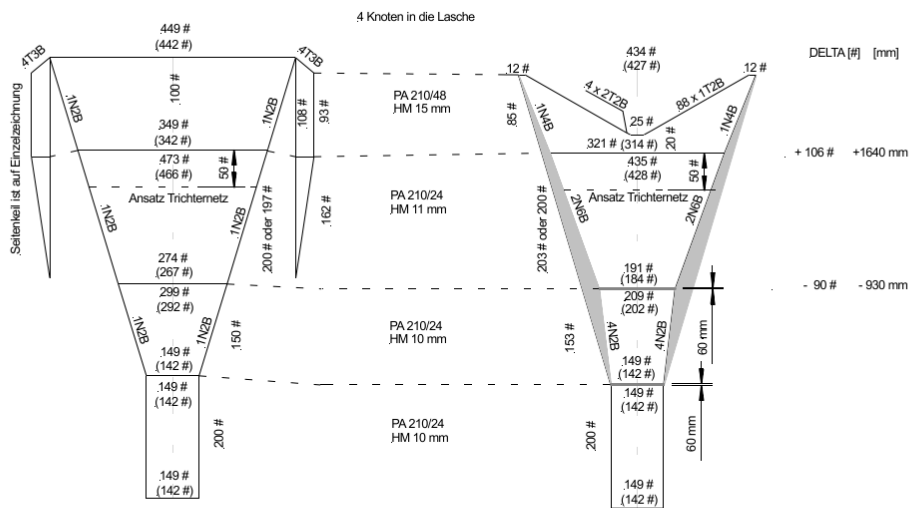 .4 Knoten in die Lasche
.449 #
(442 #)
.4T3B
.4T3B
.1N2B
.100 #
.1N2B
.108 #
.93 #
Seitenkeil ist auf Einzelzeichnung
.349 #
(342 #)
.473 #
(466 #)
50 #
Ansatz Trichternetz
.1N2B
.1N2B
.200 # oder 197 #
.162 #
.274 #
(267 #)
.299 #
(292 #)
.1N2B
.1N2B
.150 #
.149 #
(142 #)
.149 #
(142 #)
.200 #
.149 #
(142 #)
PA 210/48
HM 15 mm
PA 210/24
HM 11 mm
PA 210/24
HM 10 mm
PA 210/24
HM 10 mm
.434 #
(427 #)
.12 #
.12 #
.4 x 2T2B
.88 x 1T2B
.85 #
.1N4B
.1N4B
.25 #
.321 #
(314 #)
20 #
.435 #
(428 #)
50 #
Ansatz Trichternetz
.203 # oder 200 #
.2N6B
.2N6B
.191 #
(184 #)
.209 #
(202 #)
.153 #
.4N2B
.4N2B
60 mm
.149 #
(142 #)
.149 #
(142 #)
.200 #
60 mm
.149 #
(142 #)
DELTA [#] [mm]
+ 106 # +1640 mm
- 90 # - 930 mm